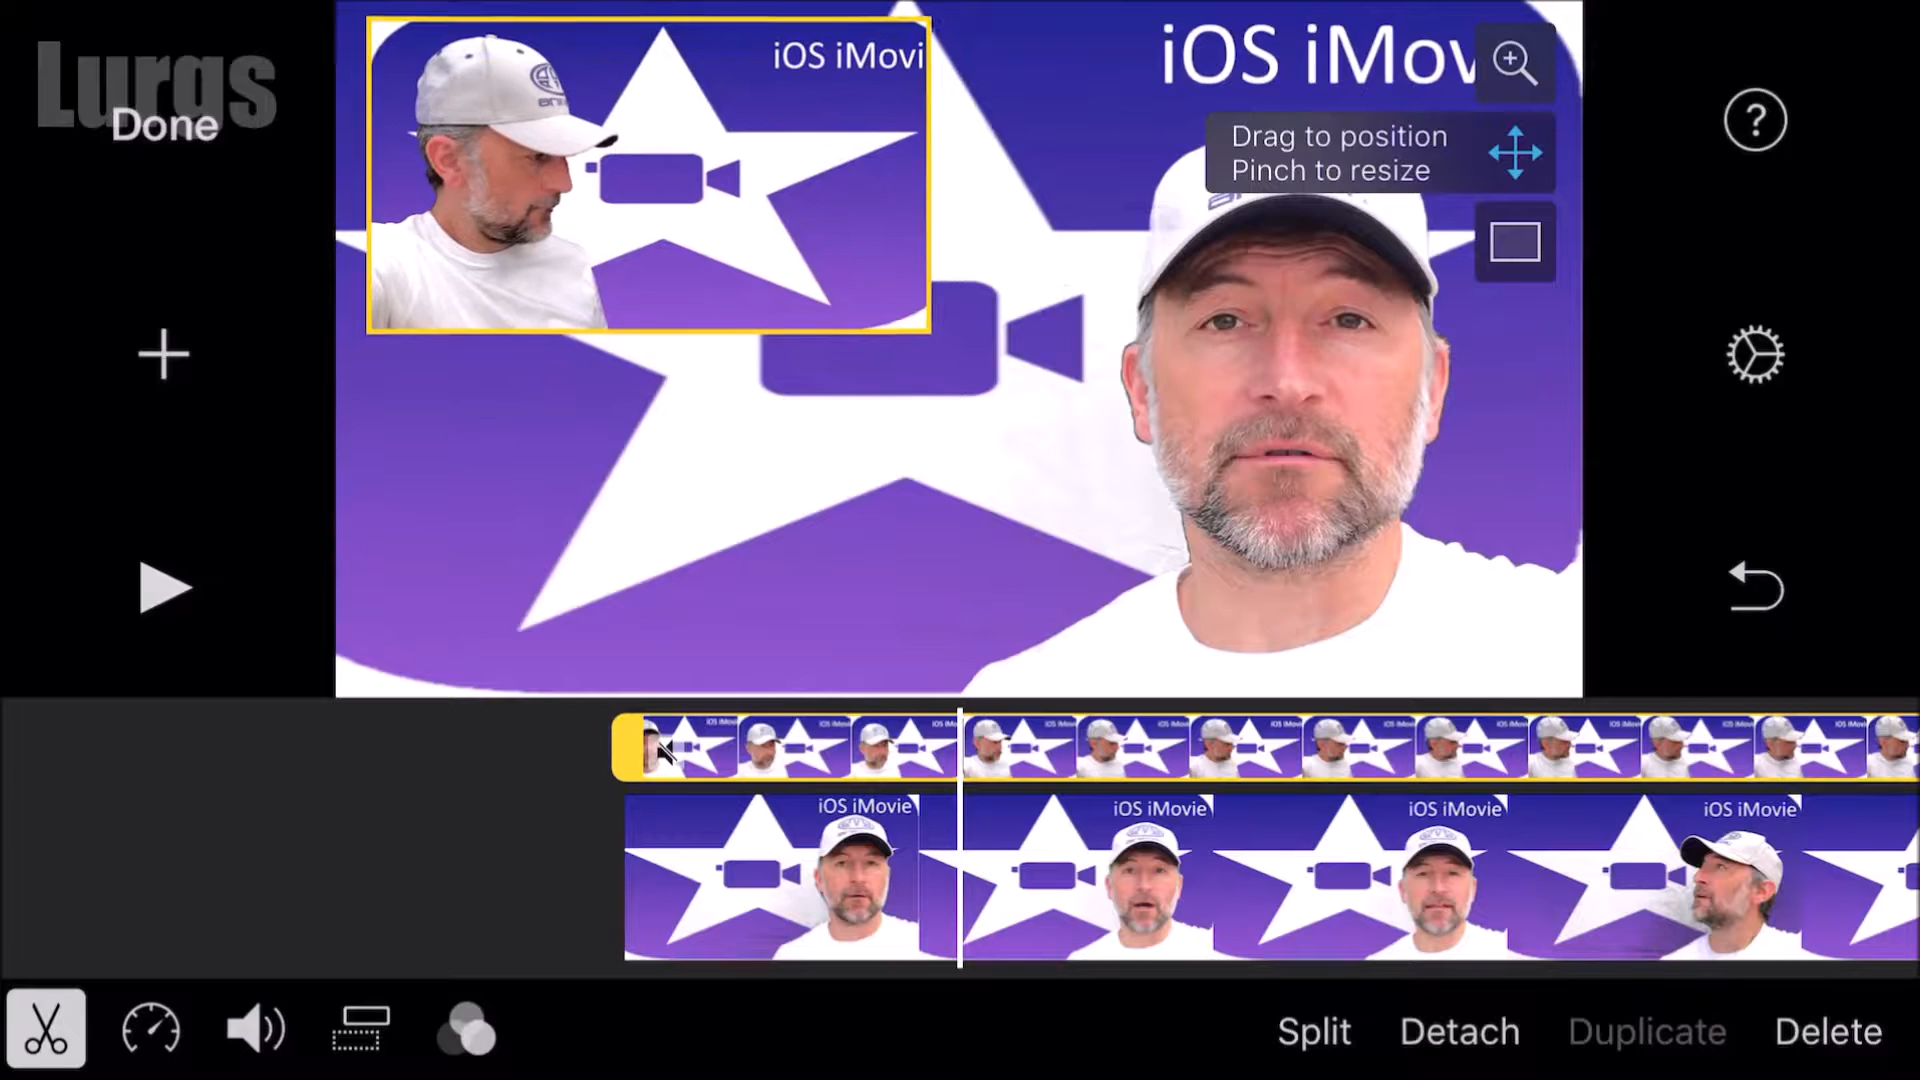 Lurgs
Done
iOS iMovi
iOS iMov
Drag to position
Pinch to resize
?
iOS iMovie
iOS iMovie
iOS iMovie
iOS iMovie
Split
Detach
Duplicate
Delete